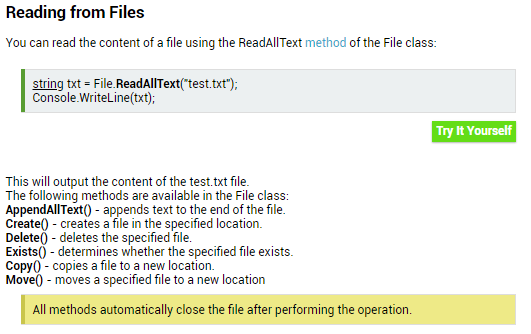 Reading from Files
You can read the content of a file using the ReadAllText method of the File class:
string txt = File.ReadAllText("test.txt");
Console.WriteLine(txt);
Try It Yourself
This will output the content of the test.txt file.
The following methods are available in the File class:
AppendAllText() - appends text to the end of the file.
Create() - creates a file in the specified location.
Delete() - deletes the specified file.
Exists() - determines whether the specified file exists.
Copy() - copies a file to a new location.
Move() - moves a specified file to a new location
All methods automatically close the file after performing the operation.